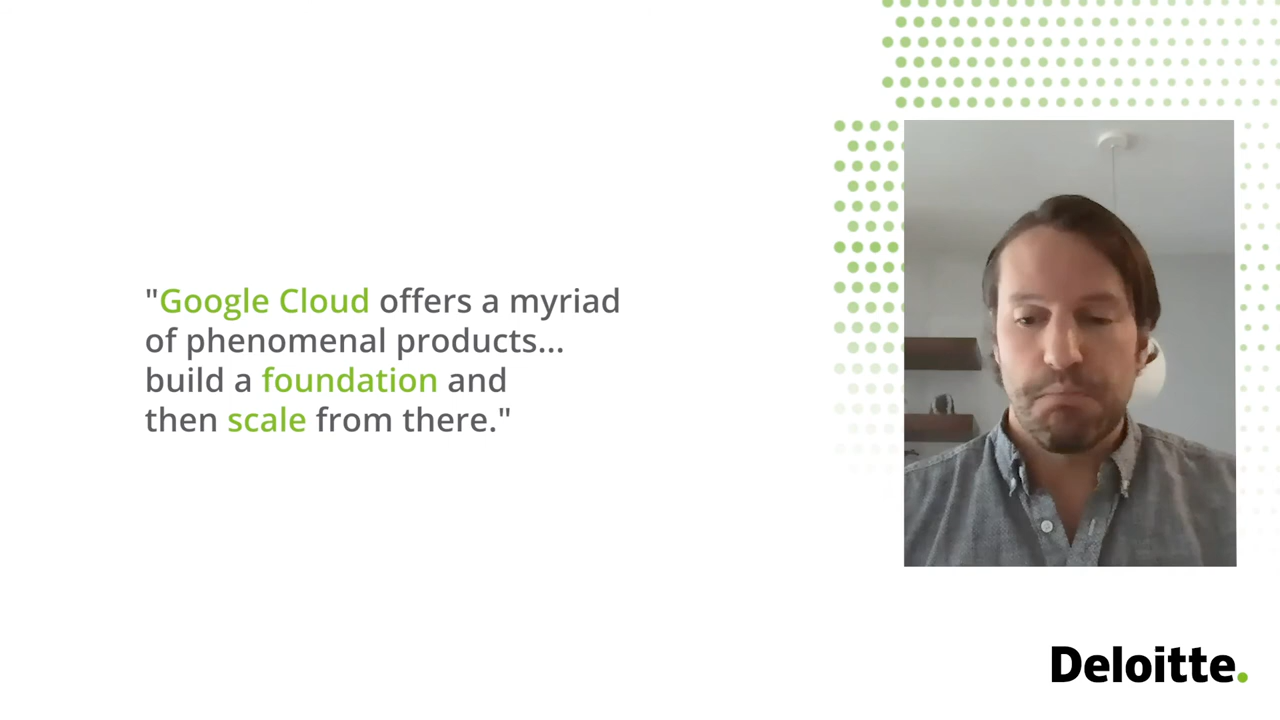 "Google Cloud offers a myriad
of phenomenal products...
build a foundation and
then scale from there."
Deloitte.